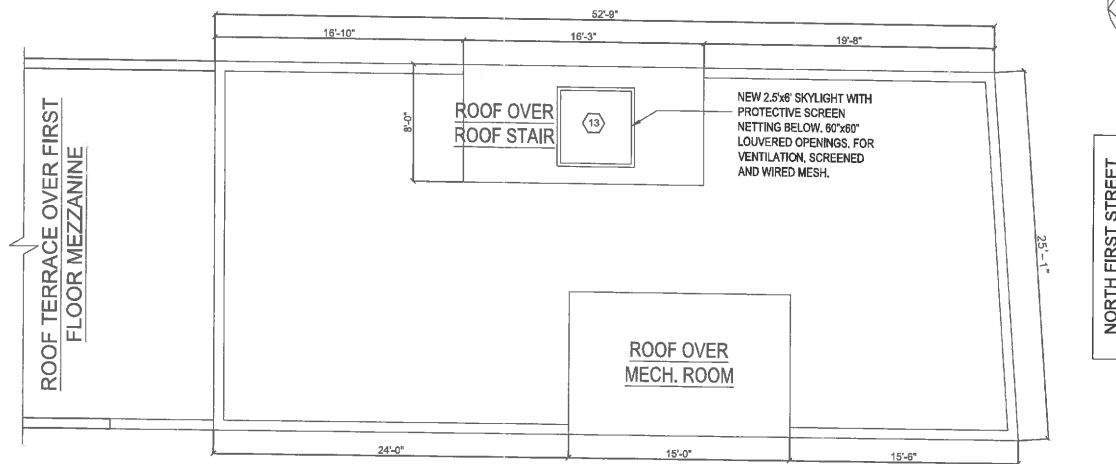 52'-9"
16'-10"
16'-3"
19'-8"
ROOF TERRACE OVER FIRST
FLOOR MEZZANINE
8'-0"
ROOF OVER
ROOF STAIR
13
NEW 2.5'x6' SKYLIGHT WITH
PROTECTIVE SCREEN
NETTING BELOW. 60"x60"
LOUVERED OPENINGS, FOR
VENTILATION, SCREENED
AND WIRED MESH.
25'-1"
NORTH FIRST STREET
ROOF OVER
MECH. ROOM
24'-0"
15'-0"
15'-6"